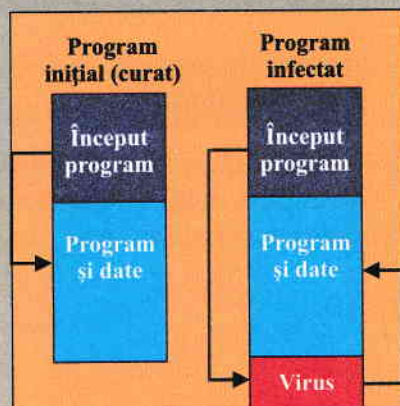 Program
inițial (curat)
Început
program
Program
și date
Program
infectat
Început
program
Program
și date
Virus